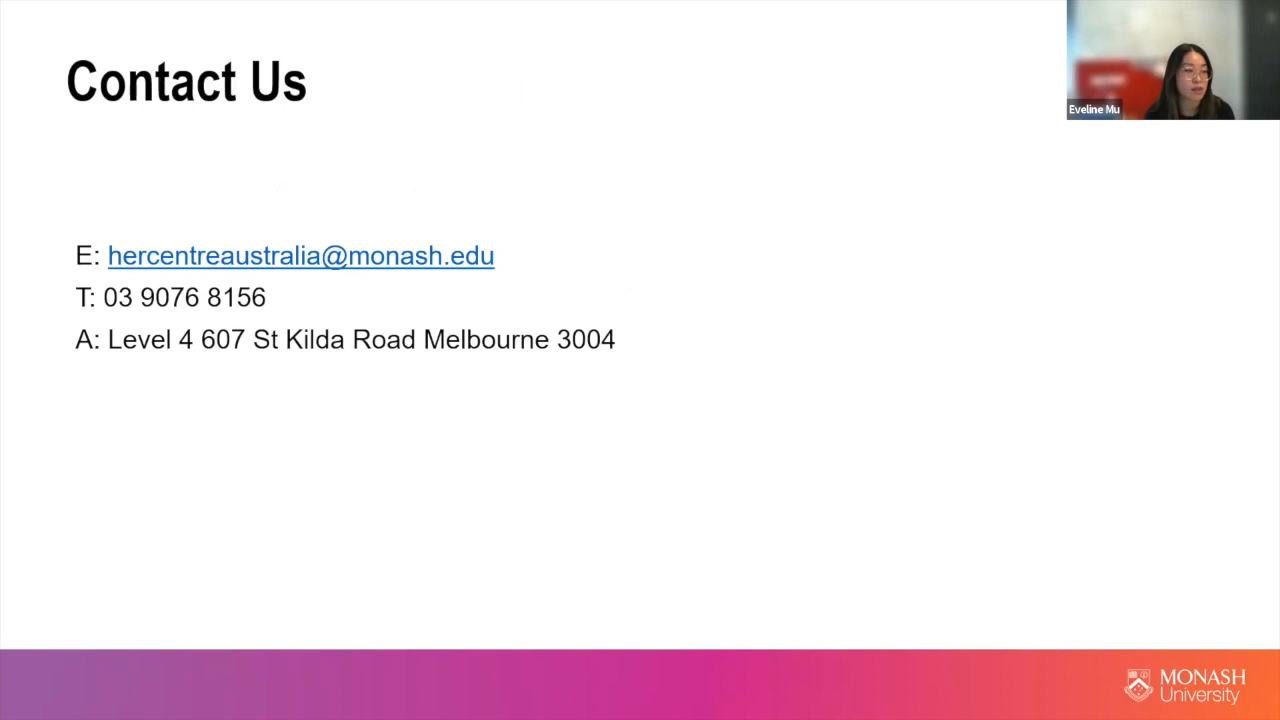 Contact Us
Eveline Mu
E: hercentreaustralia@monash.edu
T: 03 9076 8156
A: Level 4 607 St Kilda Road Melbourne 3004
MONASH
University